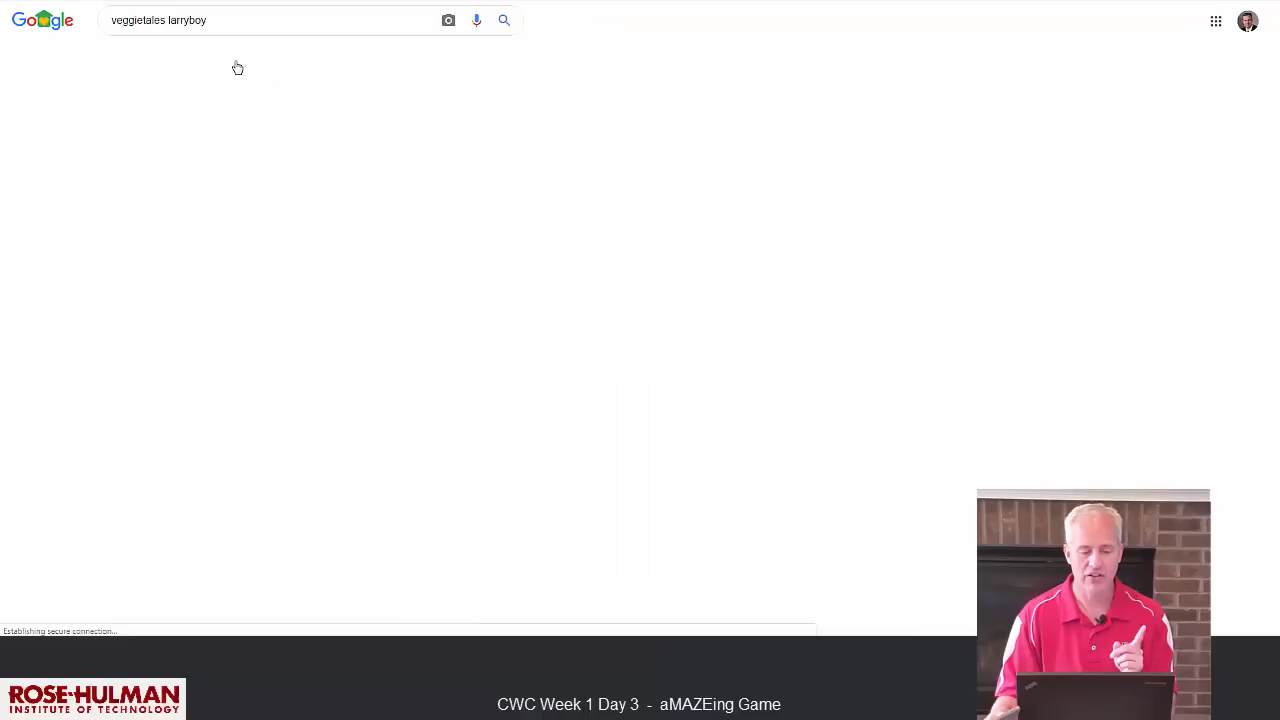 Google
veggietales larryboy
Establishing secure connection...
ROSE-HULMAN
INSTITUTE OF TECHNOLOGY
CWC Week 1 Day 3 - aMAZEing Game